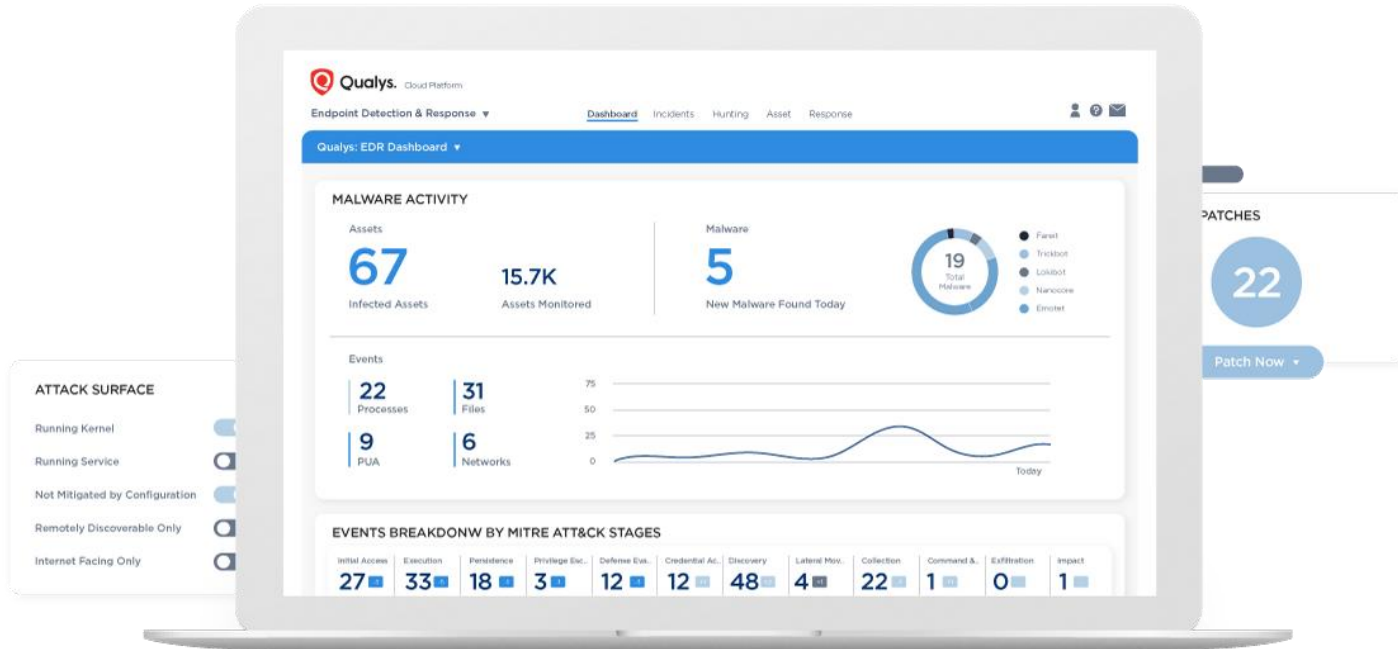 Qualys. Cloud Platform
Endpoint Detection & Response
Dashboard Incidents Hunting Asset Response
Qualys: EDR Dashboard
MALWARE ACTIVITY
Assets
67
Infected Assets
15.7K
Assets Monitored
Malware
5
New Malware Found Today
19
Total
Malware
Fareit
Trickbot
Lokibot
Nanocore
Emotet
Events
22
Processes
31
Files
9
PUA
6
Networks
75
50
25
0
Today
EVENTS BREAKDONW BY MITRE ATT&CK STAGES
Initial Access Execution Persistence Privilege Esc.. Defense Eva.. Credential Ac.. Discovery Lateral Mov.. Collection Command &.. Exfiltration Impact
27 33 18 3 12 12 48 4 22 1 0 1
ATTACK SURFACE
Running Kernel
Running Service
Not Mitigated by Configuration
Remotely Discoverable Only
Internet Facing Only
PATCHES
22
Patch Now